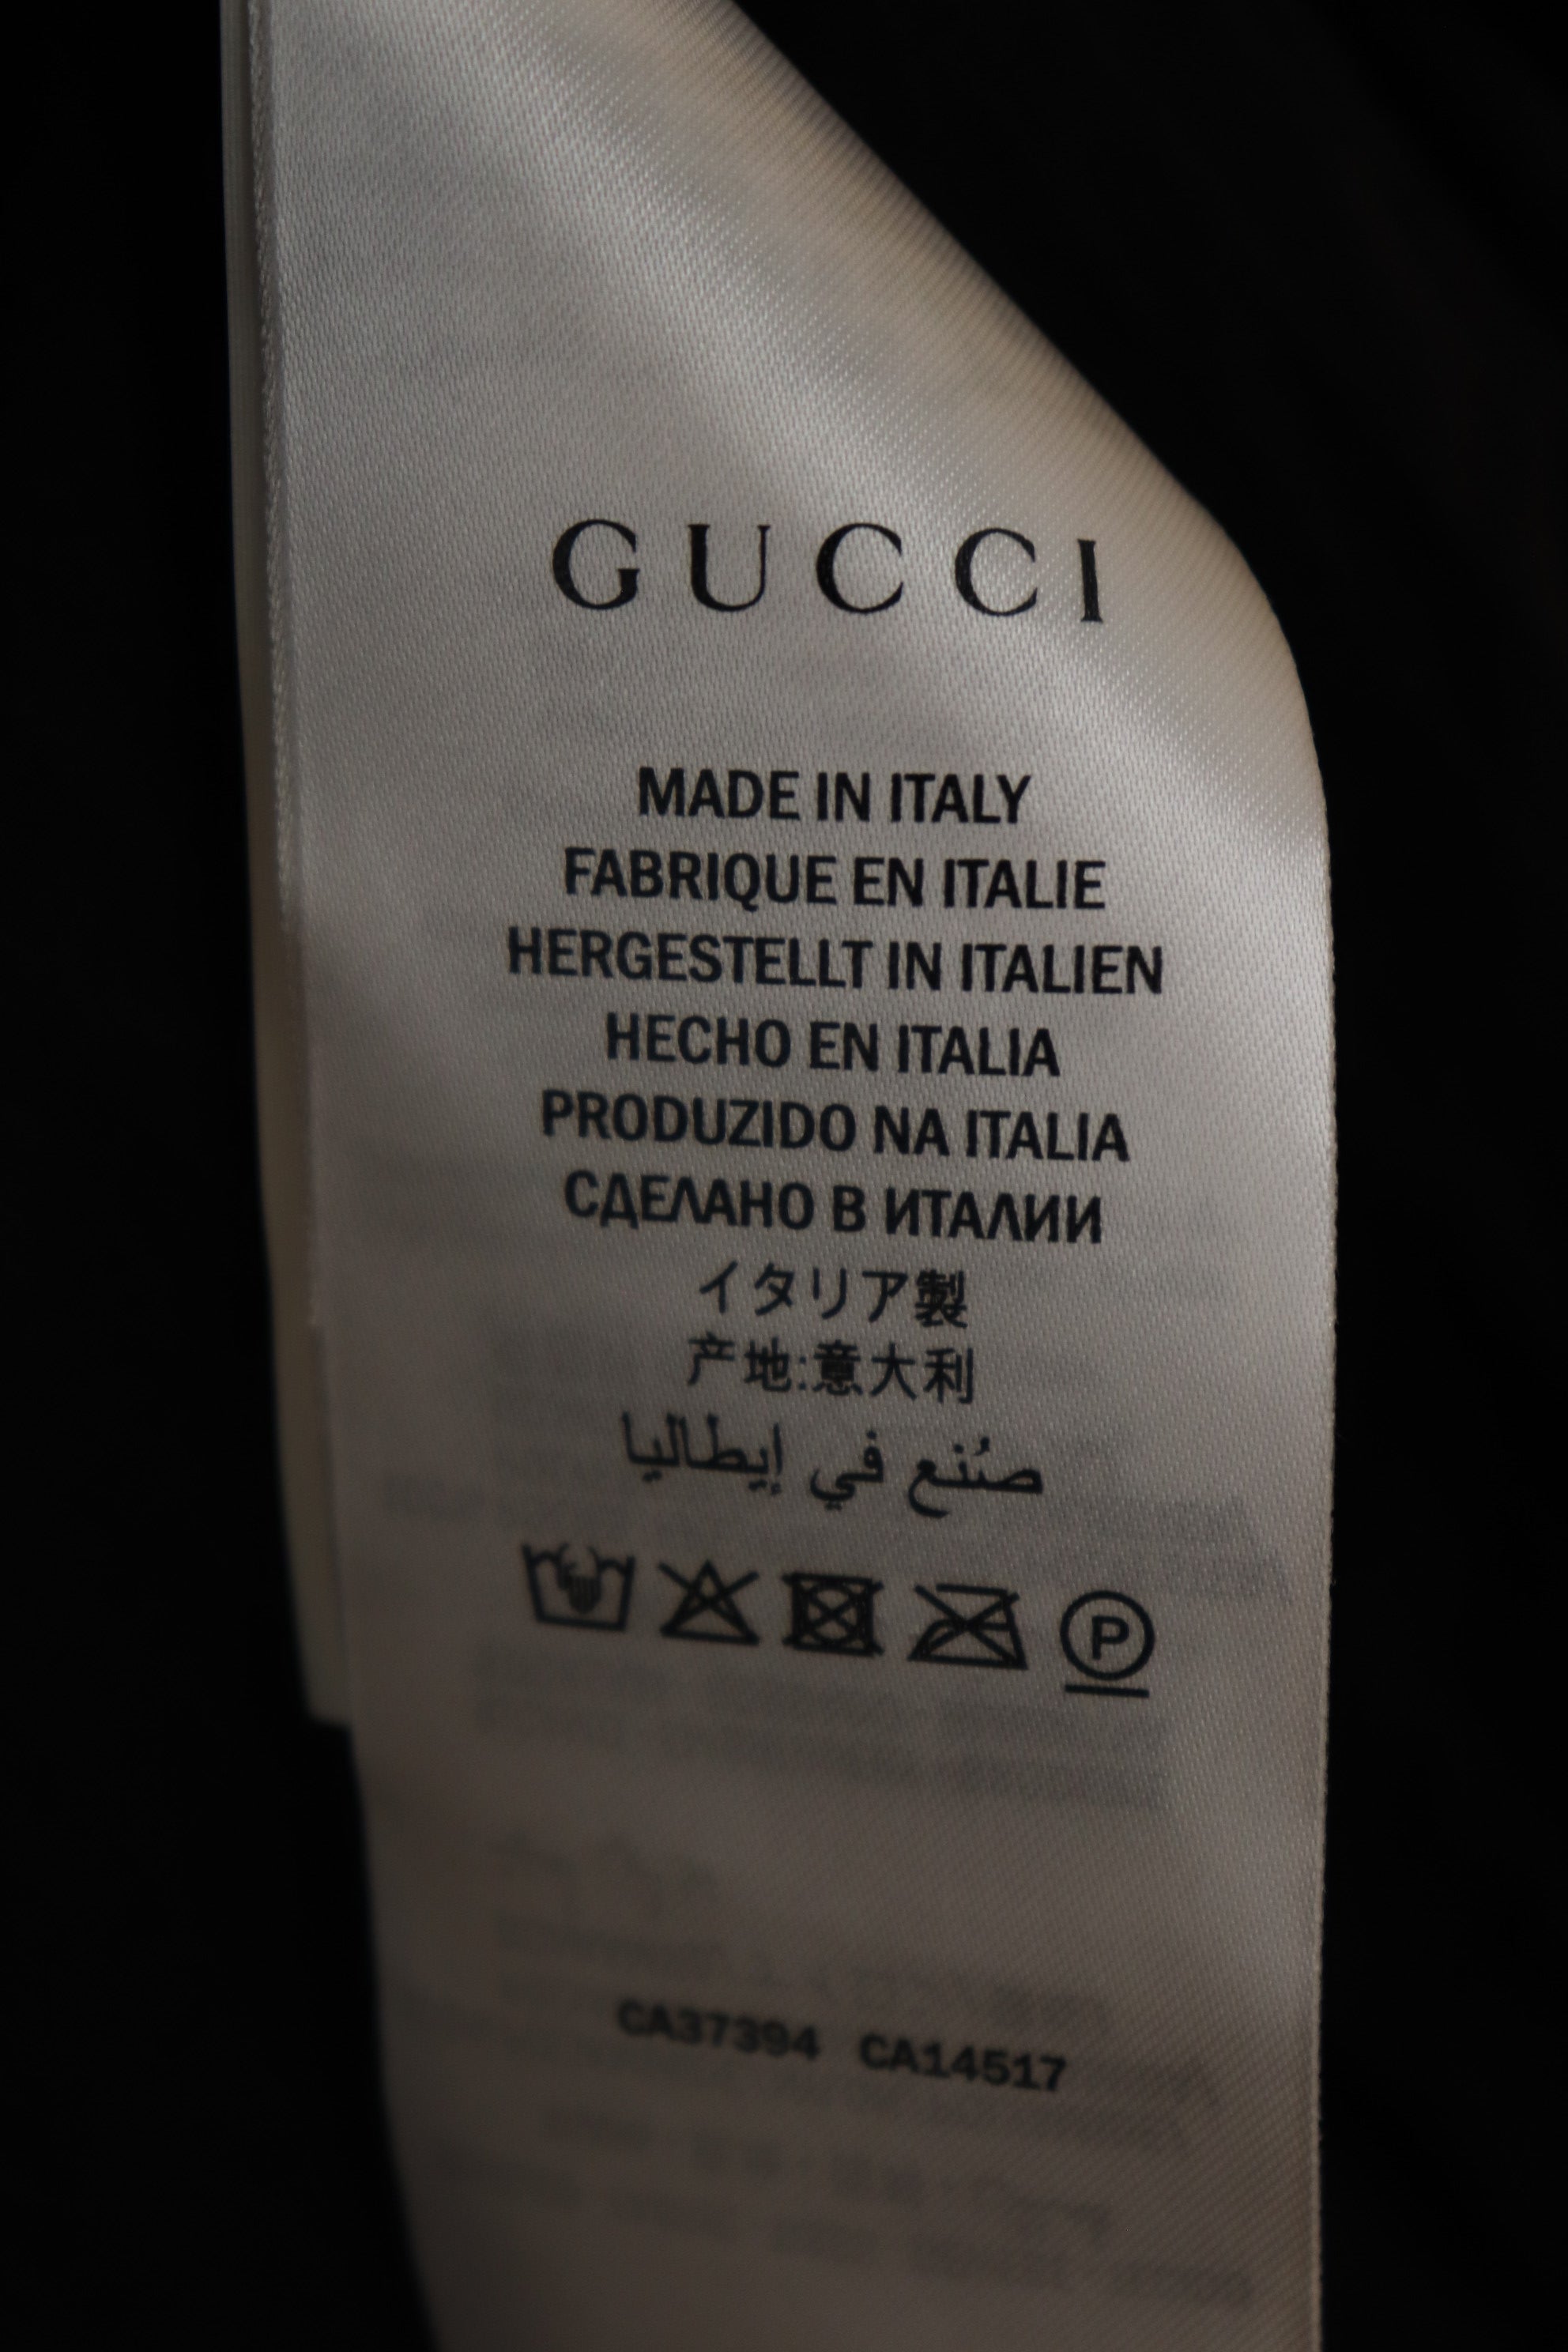 GUCCI
MADE IN ITALY
FABRIQUE EN ITALIE
HERGESTELLT IN ITALIEN
HECHO EN ITALIA
PRODUZIDO NA ITALIA
СДЕЛАНО В ИТАЛИИ
イタリア製
产地:意大利
صُنع في إيطاليا
P
CA37394 CA14517